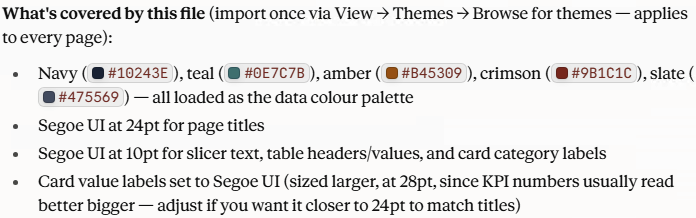 What's covered by this file (import once via View → Themes → Browse for themes — applies
to every page):
• Navy (#10243E), teal (#0E7C7B), amber (#B45309), crimson (#9B1C1C), slate (
#475569) — all loaded as the data colour palette
• Segoe UI at 24pt for page titles
• Segoe UI at 10pt for slicer text, table headers/values, and card category labels
• Card value labels set to Segoe UI (sized larger, at 28pt, since KPI numbers usually read
better bigger — adjust if you want it closer to 24pt to match titles)